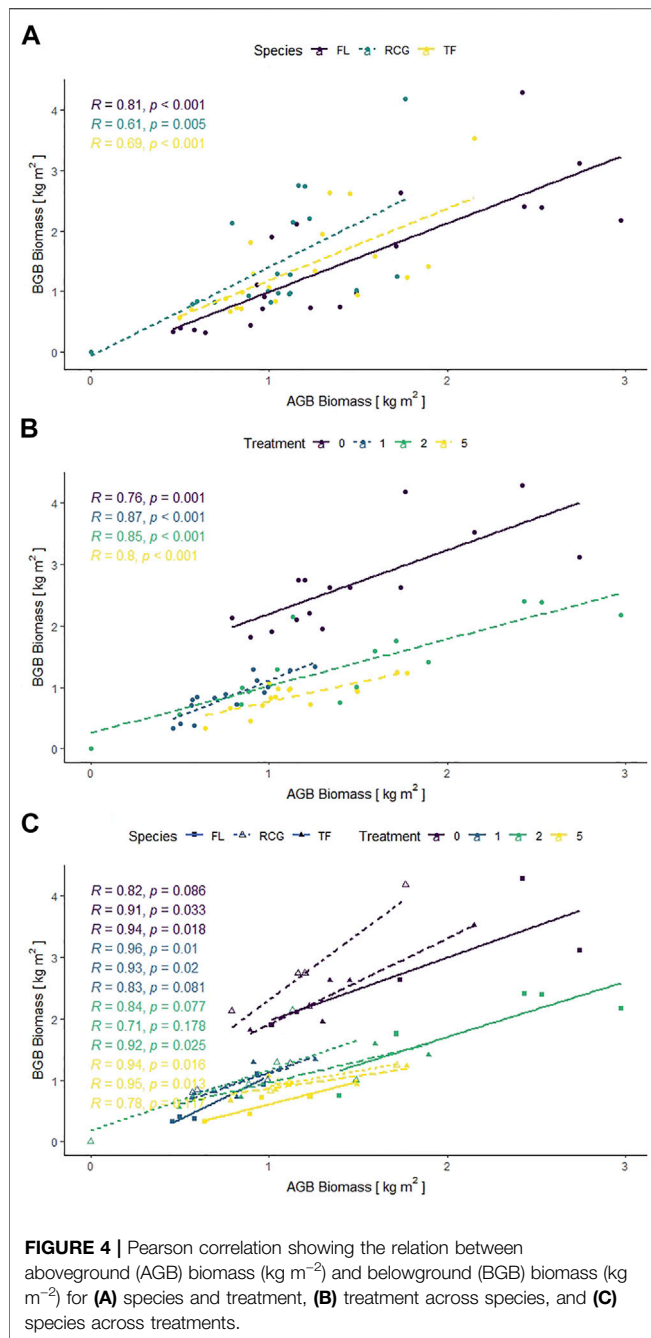 A
Species FL RCG TF
R = 0.81, p < 0.001
R = 0.61, p = 0.005
R = 0.69, p < 0.001
BGB Biomass [ kg m²]
4
3
2
1
0
0 1 2 3
AGB Biomass [ kg m²]
B
Treatment 0 1 2 5
R = 0.76, p = 0.001
R = 0.87, p < 0.001
R = 0.85, p < 0.001
R = 0.8, p < 0.001
BGB Biomass [ kg m²]
4
3
2
1
0
0 1 2 3
AGB Biomass [ kg m²]
C
Species FL RCG TF Treatment 0 1 2 5
R = 0.82, p = 0.086
R = 0.91, p = 0.033
R = 0.94, p = 0.018
R = 0.96, p = 0.01
R = 0.93, p = 0.02
R = 0.83, p = 0.081
R = 0.84, p = 0.077
R = 0.71, p = 0.178
R = 0.92, p = 0.025
R = 0.94, p = 0.016
R = 0.95, p = 0.013
R = 0.78,
BGB Biomass [ kg m²]
4
3
2
1
0
0 1 2 3
AGB Biomass [ kg m²]
FIGURE 4 | Pearson correlation showing the relation between
aboveground (AGB) biomass (kg m⁻²) and belowground (BGB) biomass (kg
m⁻²) for (A) species and treatment, (B) treatment across species, and (C)
species across treatments.